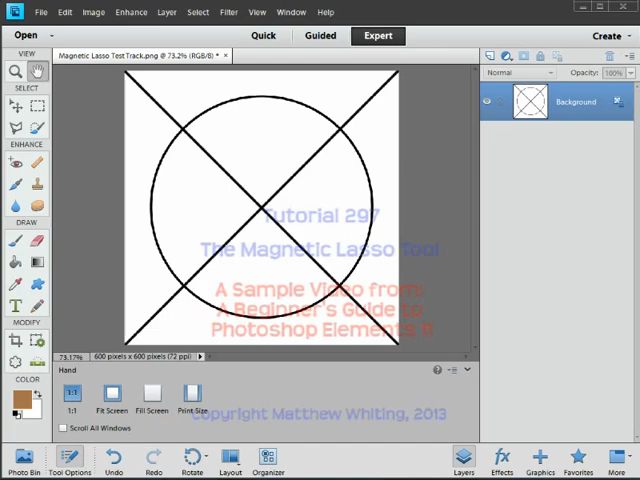 File Edit Image Enhance Layer Select Filter View Window Help
Open Quick Guided Expert Create
VIEW
Magnetic Lasso Test Track.png @ 73.2% (RGB/8) * ×
Normal Opacity: 100%
SELECT
Background
ENHANCE
Tutorial 297
The Magnetic Lasso Tool
DRAW
A Sample Video from
A Beginner's Guide to
Photoshop Elements 11
MODIFY
73.17% 600 pixels x 600 pixels (72 ppi)
Hand
COLOR
1:1
1:1 Fit Screen Fill Screen Print Size
Copyright Matthew Whiting, 2013
Scroll All Windows
Photo Bin Tool Options Undo Redo Rotate Layout Organizer Layers Effects Graphics Favorites More